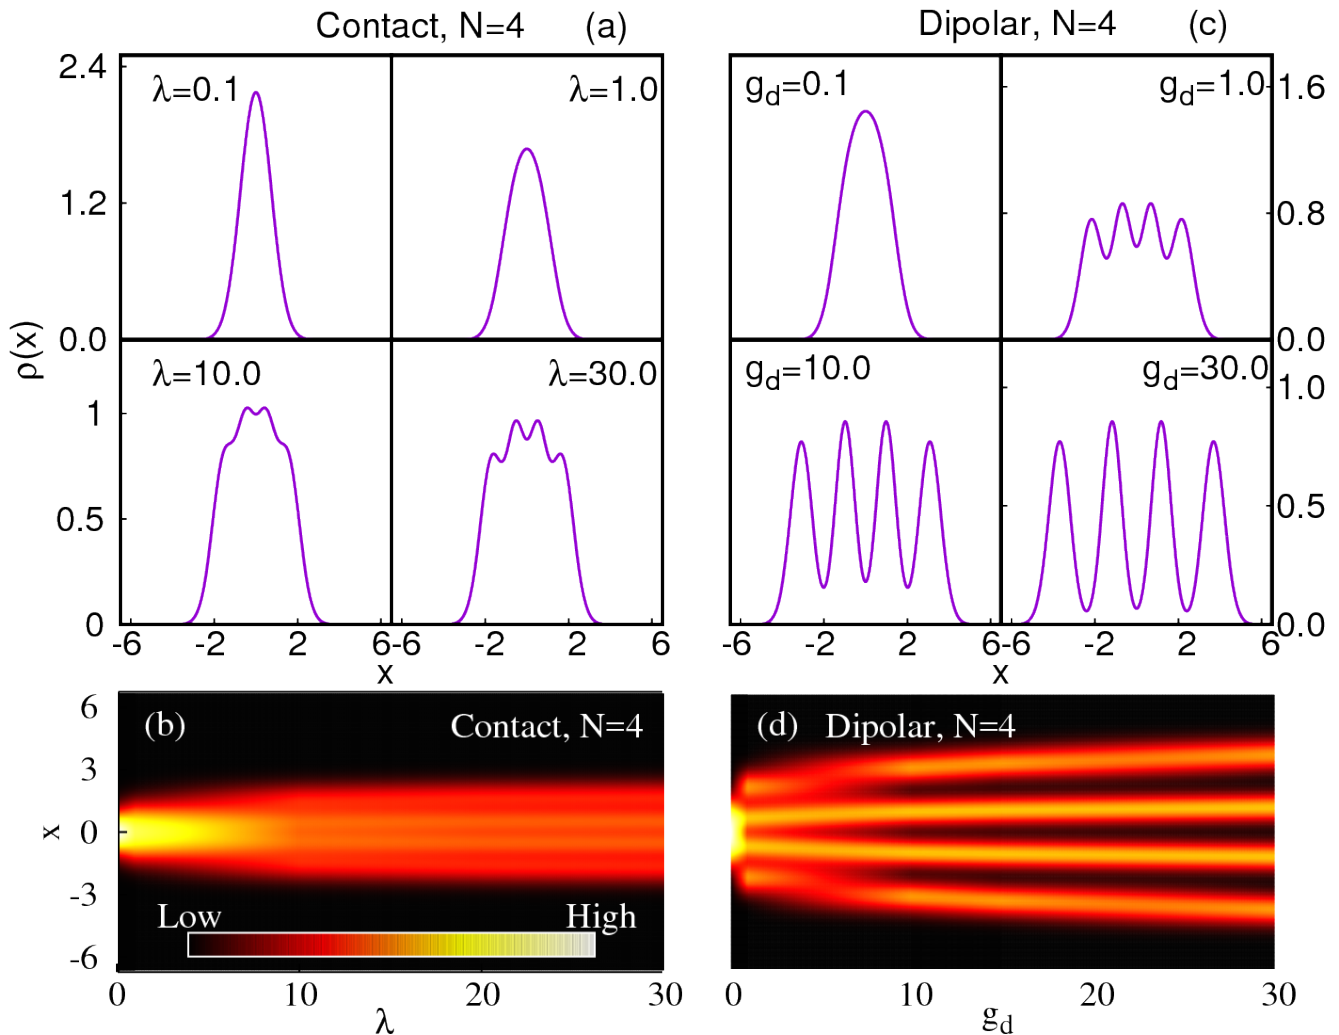 Contact, N=4 (a)
Dipolar, N=4 (c)
2.4
1.2
0.0
λ=0.1
λ=1.0
g_d=0.1
g_d=1.0
1.6
0.8
0.0
ρ(x)
λ=10.0
λ=30.0
g_d=10.0
g_d=30.0
1
0.5
0
1.0
0.5
0.0
-6 -2 2 6
-6 -2 2 6
-6 -2 2
-6 -2 2 6
x
x
(b) Contact, N=4
(d) Dipolar, N=4
6
3
0
-3
-6
x
Low High
0 10 20 30
0 10 20 30
λ
g_d